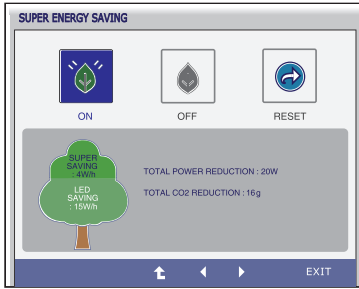 SUPER ENERGY SAVING
ON OFF RESET
SUPER
SAVING
: 4W/h
LED
SAVING
: 15W/h
TOTAL POWER REDUCTION : 20W
TOTAL CO2 REDUCTION : 16g
EXIT